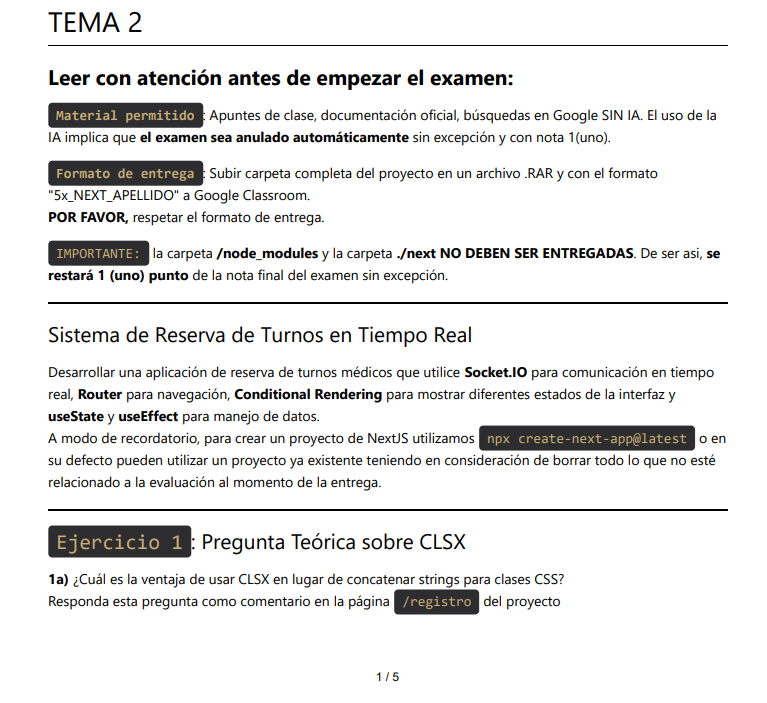 TEMA 2
Leer con atención antes de empezar el examen:
Material permitido: Apuntes de clase, documentación oficial, búsquedas en Google SIN IA. El uso de la
IA implica que el examen sea anulado automáticamente sin excepción y con nota 1(uno).
Formato de entrega: Subir carpeta completa del proyecto en un archivo .RAR y con el formato
"5x_NEXT_APELLIDO" a Google Classroom.
POR FAVOR, respetar el formato de entrega.
IMPORTANTE: la carpeta /node_modules y la carpeta ./next NO DEBEN SER ENTREGADAS. De ser asi, se
restará 1 (uno) punto de la nota final del examen sin excepción.
Sistema de Reserva de Turnos en Tiempo Real
Desarrollar una aplicación de reserva de turnos médicos que utilice Socket.IO para comunicación en tiempo
real, Router para navegación, Conditional Rendering para mostrar diferentes estados de la interfaz y
useState y useEffect para manejo de datos.
A modo de recordatorio, para crear un proyecto de NextJS utilizamos npx create-next-app@latest o en
su defecto pueden utilizar un proyecto ya existente teniendo en consideración de borrar todo lo que no esté
relacionado a la evaluación al momento de la entrega.
Ejercicio 1: Pregunta Teórica sobre CLSX
1a) ¿Cuál es la ventaja de usar CLSX en lugar de concatenar strings para clases CSS?
Responda esta pregunta como comentario en la página /registro del proyecto
1 / 5